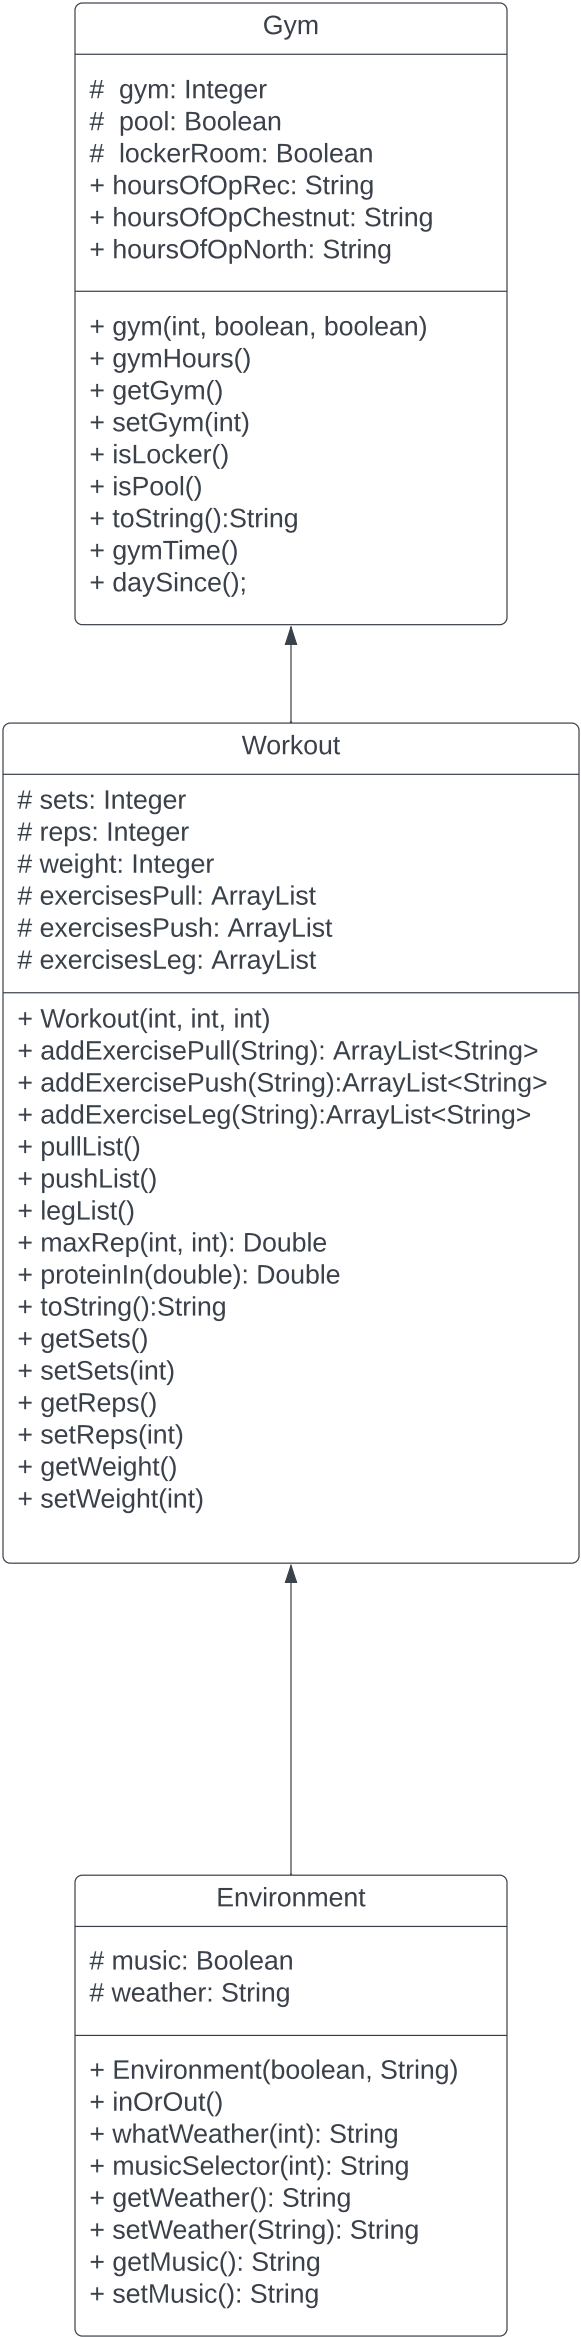 Gym
# gym: Integer
# pool: Boolean
# lockerRoom: Boolean
+ hoursOfOpRec: String
+ hoursOfOpChestnut: String
+ hoursOfOpNorth: String
+ gym(int, boolean, boolean)
+ gymHours()
+ getGym()
+ setGym(int)
+ isLocker()
+ isPool()
+ toString():String
+ gymTime()
+ daySince();
Workout
# sets: Integer
# reps: Integer
# weight: Integer
# exercisesPull: ArrayList
# exercisesPush: ArrayList
# exercisesLeg: ArrayList
+ Workout(int, int, int)
+ addExercisePull(String): ArrayList<String>
+ addExercisePush(String):ArrayList<String>
+ addExerciseLeg(String):ArrayList<String>
+ pullList()
+ pushList()
+ legList()
+ maxRep(int, int): Double
+ proteinIn(double): Double
+ toString():String
+ getSets()
+ setSets(int)
+ getReps()
+ setReps(int)
+ getWeight()
+ setWeight(int)
Environment
# music: Boolean
# weather: String
+ Environment(boolean, String)
+ inOrOut()
+ whatWeather(int): String
+ musicSelector(int): String
+ getWeather(): String
+ setWeather(String): String
+ getMusic(): String
+ setMusic(): String